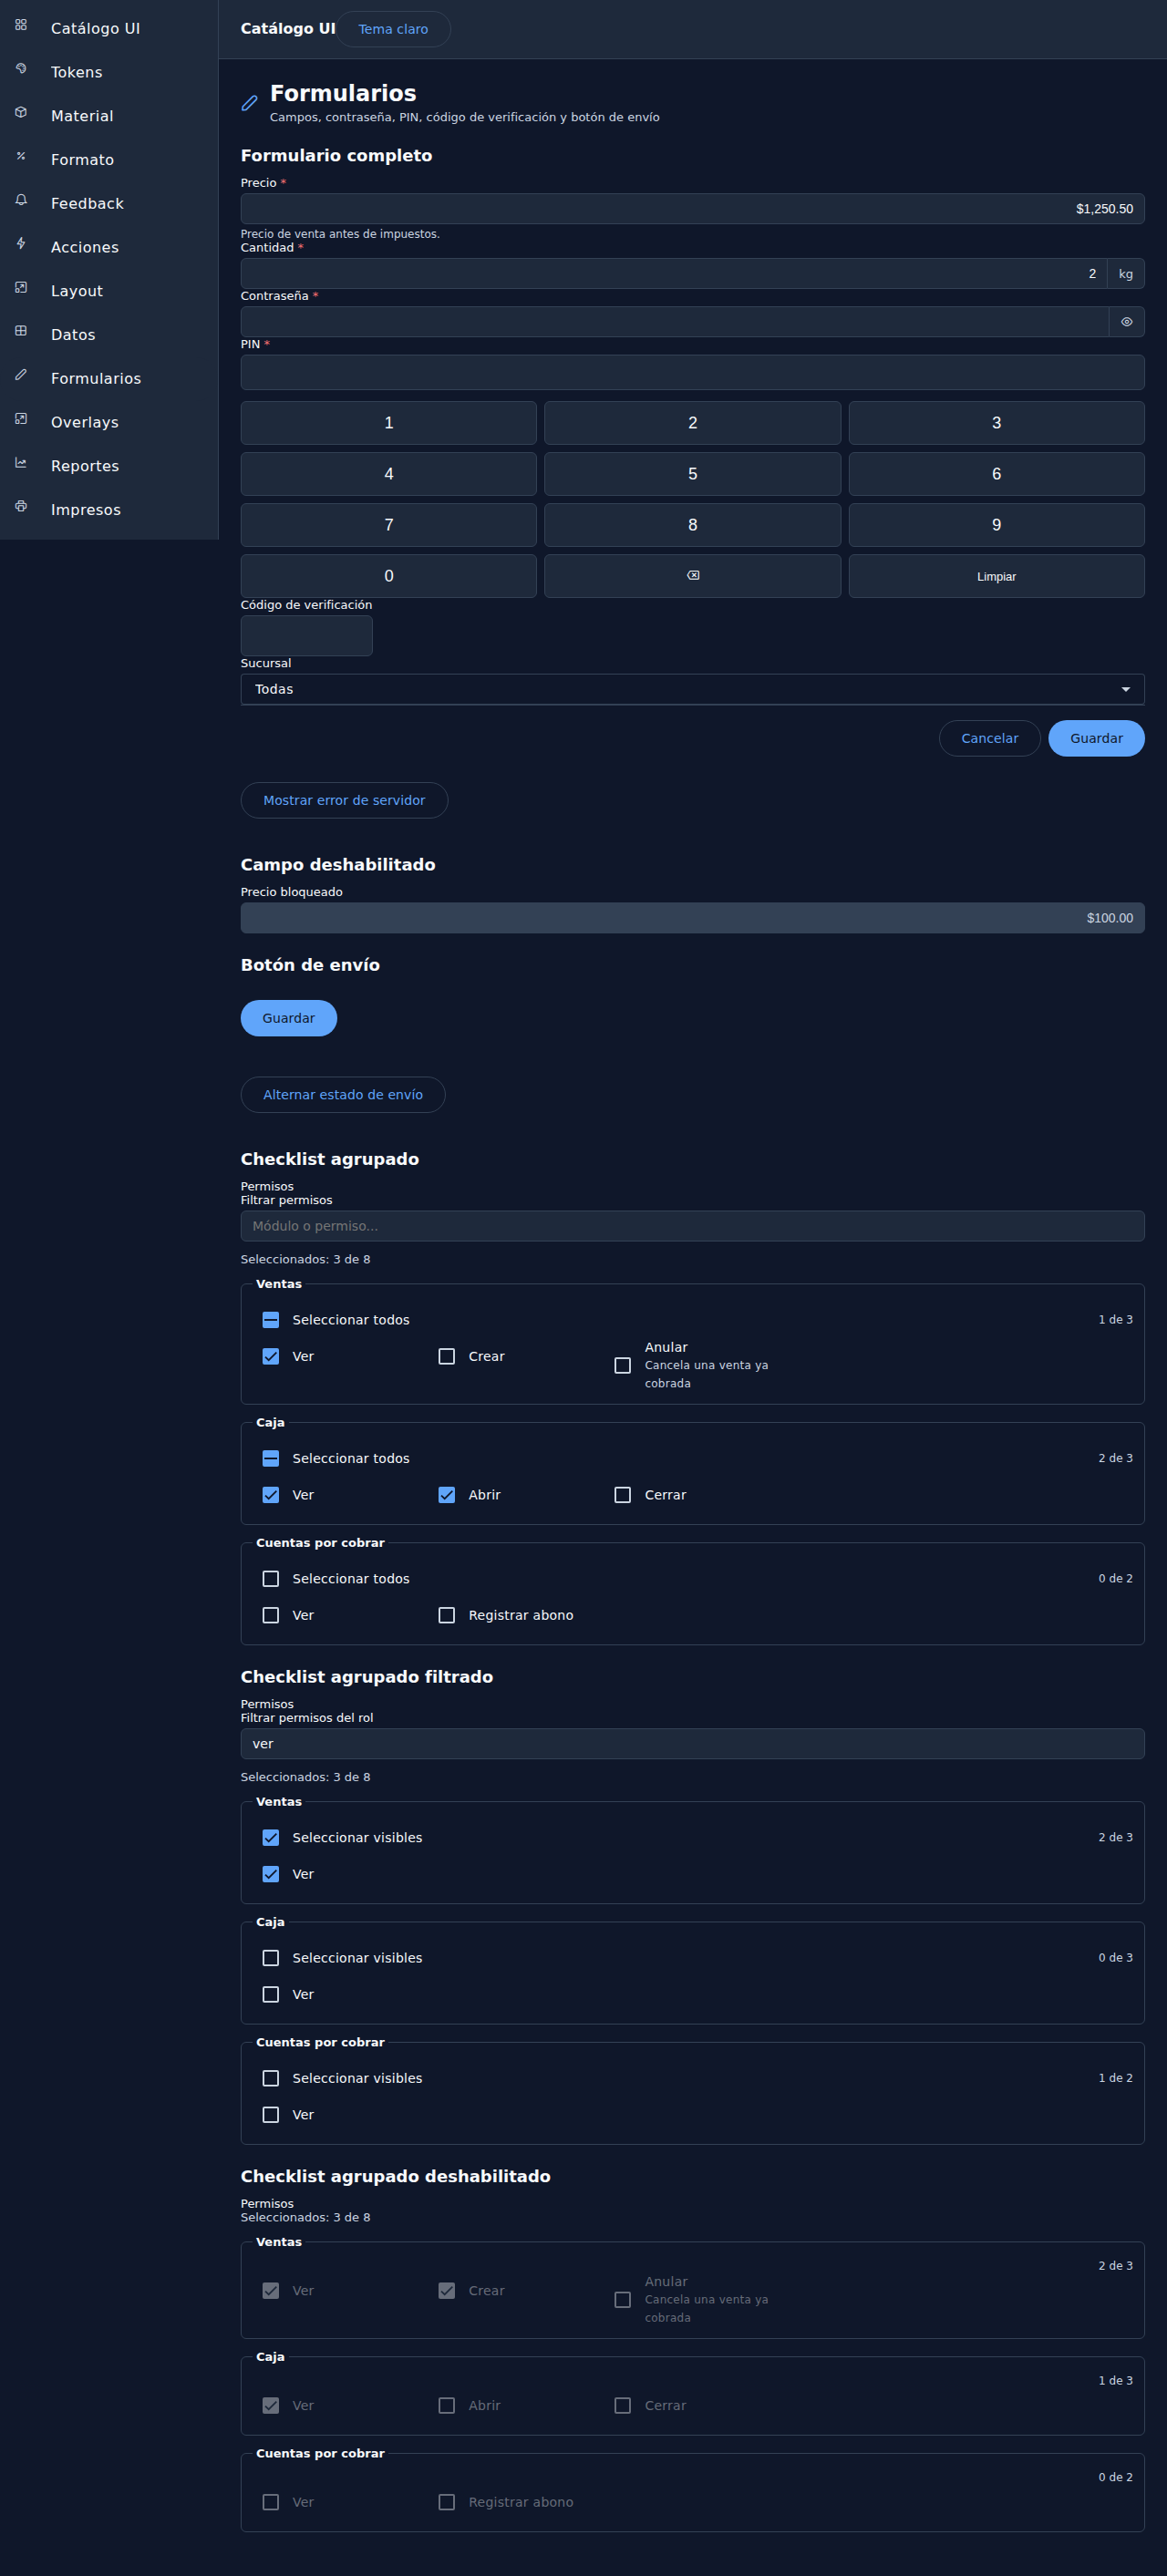 Catálogo UI
Tokens
Material
Formato
Feedback
Acciones
Layout
Datos
Formularios
Overlays
Reportes
Impresos
Catálogo UI
Tema claro
Formularios
Campos, contraseña, PIN, código de verificación y botón de envío
Formulario completo
Precio *
$1,250.50
Precio de venta antes de impuestos.
Cantidad *
2 kg
Contraseña *
PIN *
1 2 3
4 5 6
7 8 9
0 Limpiar
Código de verificación
Sucursal
Todas
Cancelar Guardar
Mostrar error de servidor
Campo deshabilitado
Precio bloqueado
$100.00
Botón de envío
Guardar
Alternar estado de envío
Checklist agrupado
Permisos
Filtrar permisos
Módulo o permiso...
Seleccionados: 3 de 8
Ventas
Seleccionar todos 1 de 3
Ver Crear Anular
Cancela una venta ya
cobrada
Caja
Seleccionar todos 2 de 3
Ver Abrir Cerrar
Cuentas por cobrar
Seleccionar todos 0 de 2
Ver Registrar abono
Checklist agrupado filtrado
Permisos
Filtrar permisos del rol
ver
Seleccionados: 3 de 8
Ventas
Seleccionar visibles 2 de 3
Ver
Caja
Seleccionar visibles 0 de 3
Ver
Cuentas por cobrar
Seleccionar visibles 1 de 2
Ver
Checklist agrupado deshabilitado
Permisos
Seleccionados: 3 de 8
Ventas
2 de 3
Ver Crear Anular
Cancela una venta ya
cobrada
Caja
1 de 3
Ver Abrir Cerrar
Cuentas por cobrar
0 de 2
Ver Registrar abono